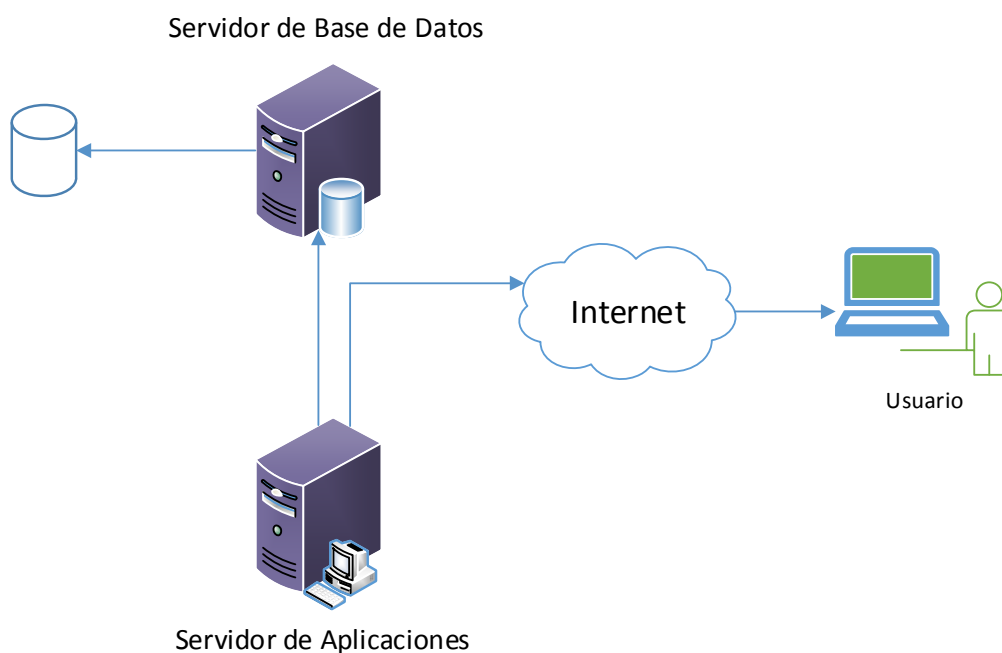 Servidor de Base de Datos
Internet
Usuario
Servidor de Aplicaciones